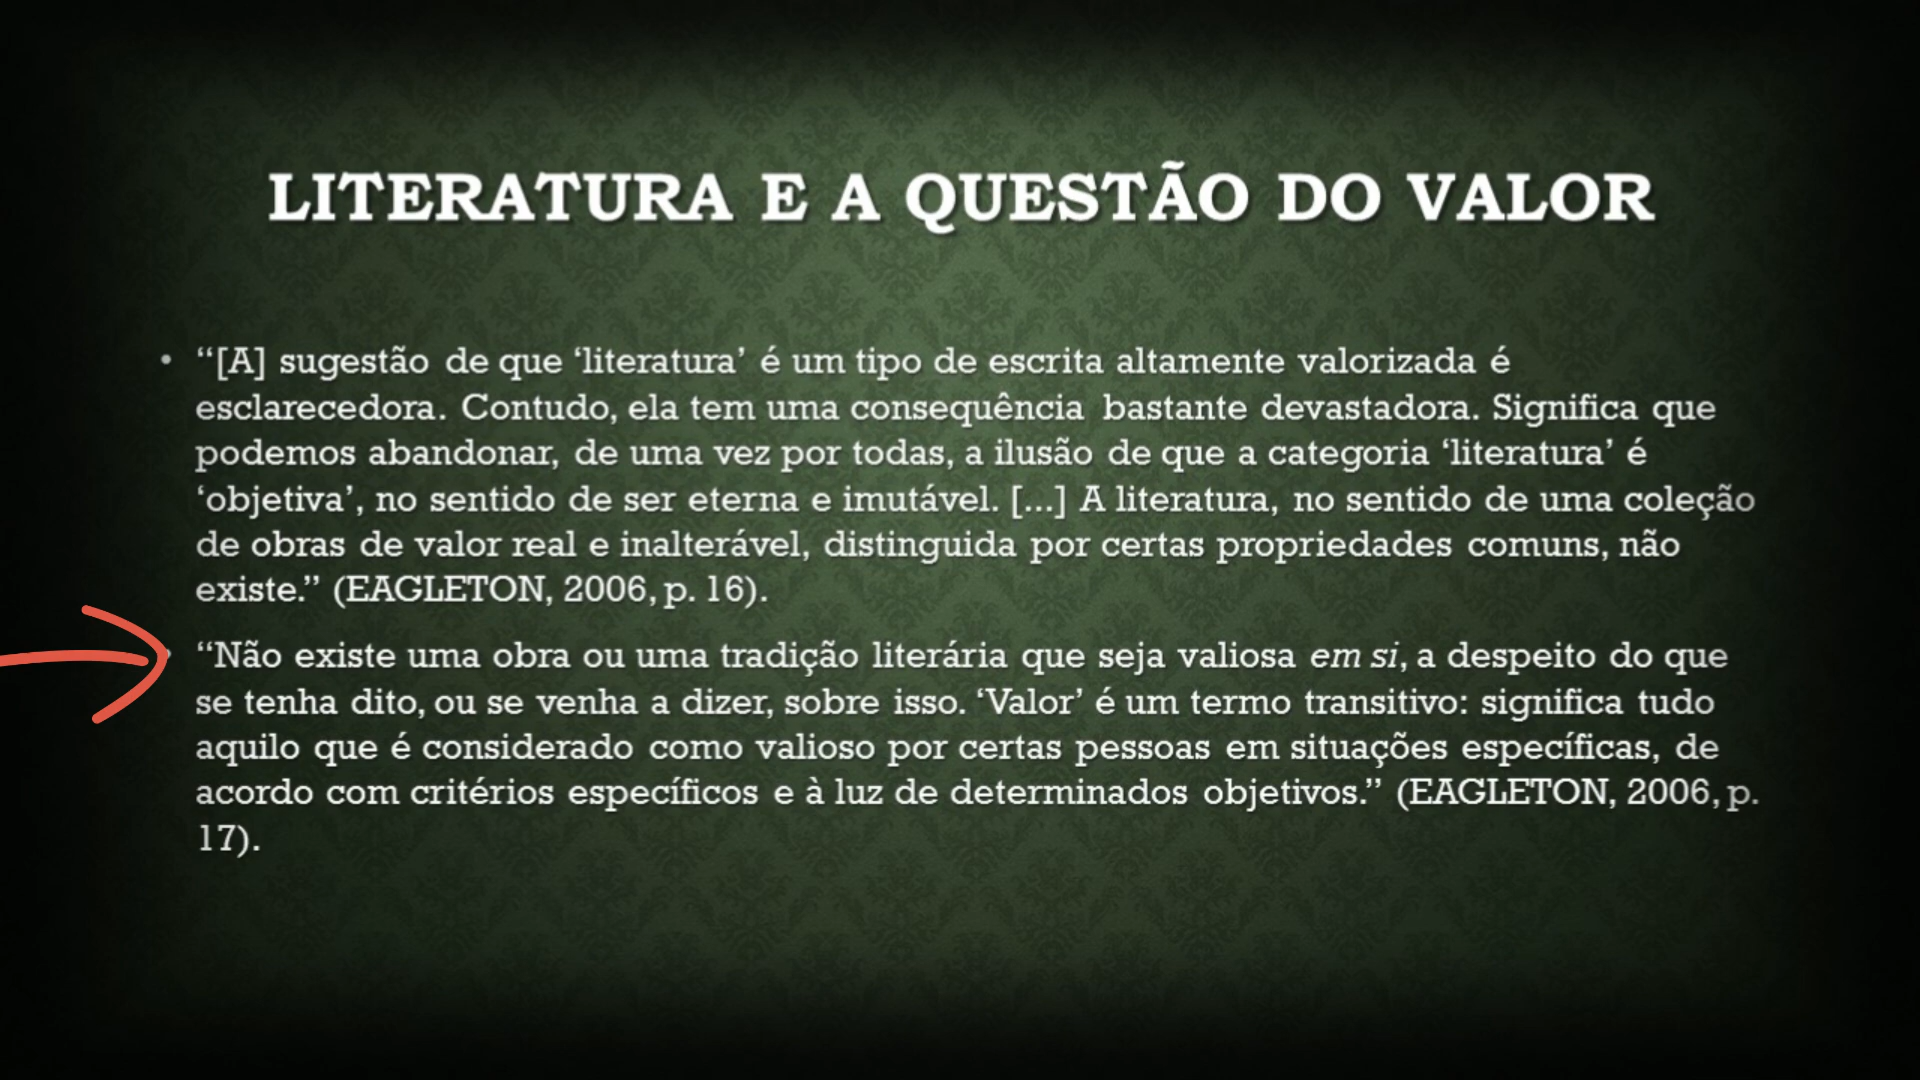 LITERATURA E A QUESTÃO DO VALOR
• “[A] sugestão de que ‘literatura’ é um tipo de escrita altamente valorizada é
esclarecedora. Contudo, ela tem uma consequência bastante devastadora. Significa que
podemos abandonar, de uma vez por todas, a ilusão de que a categoria ‘literatura’ é
‘objetiva’, no sentido de ser eterna e imutável. [...] A literatura, no sentido de uma coleção
de obras de valor real e inalterável, distinguida por certas propriedades comuns, não
existe.” (EAGLETON, 2006, p. 16).
• “Não existe uma obra ou uma tradição literária que seja valiosa em si, a despeito do que
se tenha dito, ou se venha a dizer, sobre isso. ‘Valor’ é um termo transitivo: significa tudo
aquilo que é considerado como valioso por certas pessoas em situações específicas, de
acordo com critérios específicos e à luz de determinados objetivos.” (EAGLETON, 2006, p.
17).